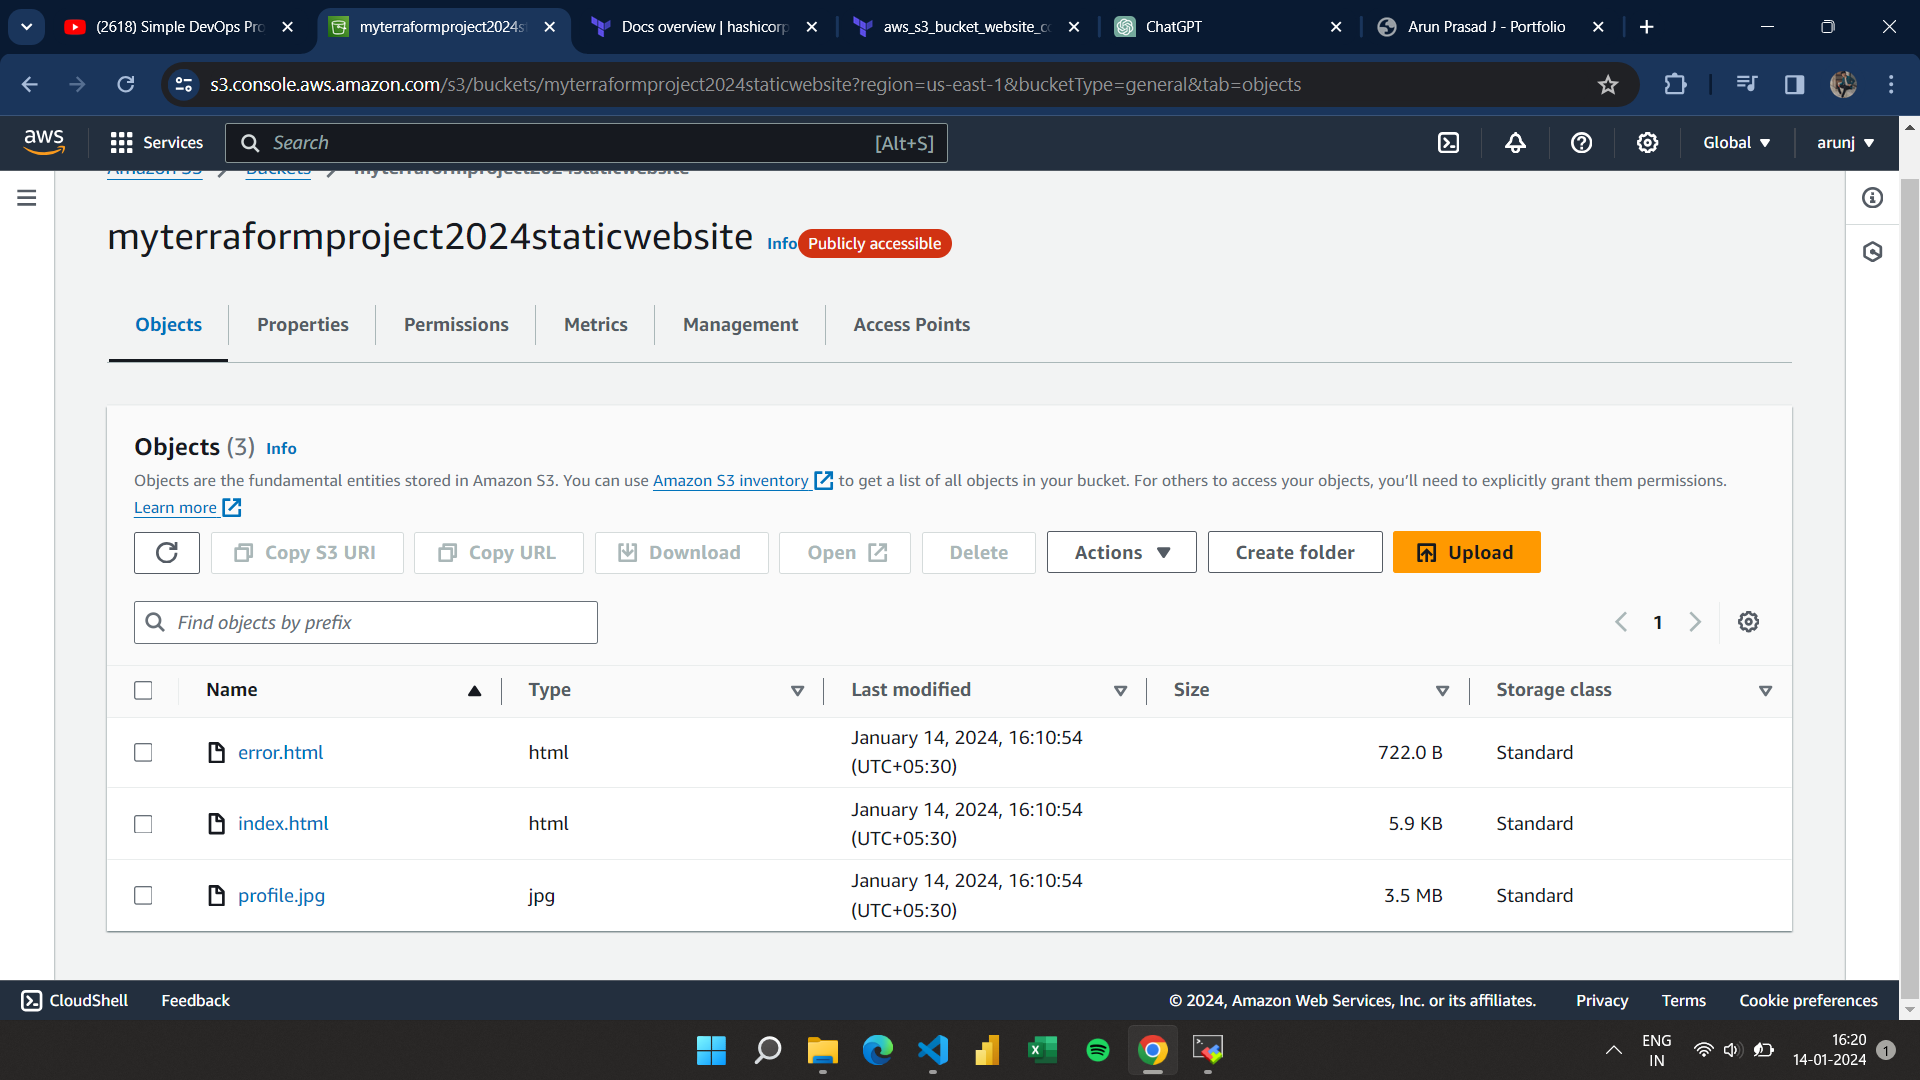 (2618) Simple DevOps Pro
myterraformproject2024st
Docs overview | hashicorp
aws_s3_bucket_website_co
ChatGPT
Arun Prasad J - Portfolio
s3.console.aws.amazon.com/s3/buckets/myterraformproject2024staticwebsite?region=us-east-1&bucketType=general&tab=objects
aws
Services
Search
[Alt+S]
Global
arunj
Amazon S3
Buckets
myterraformproject2024staticwebsite
myterraformproject2024staticwebsite
Info
Publicly accessible
Objects
Properties
Permissions
Metrics
Management
Access Points
Objects (3)
Info
Objects are the fundamental entities stored in Amazon S3. You can use Amazon S3 inventory to get a list of all objects in your bucket. For others to access your objects, you’ll need to explicitly grant them permissions.
Learn more
Copy S3 URI
Copy URL
Download
Open
Delete
Actions
Create folder
Upload
Find objects by prefix
1
Name
Type
Last modified
Size
Storage class
error.html
html
January 14, 2024, 16:10:54
(UTC+05:30)
722.0 B
Standard
index.html
html
January 14, 2024, 16:10:54
(UTC+05:30)
5.9 KB
Standard
profile.jpg
jpg
January 14, 2024, 16:10:54
(UTC+05:30)
3.5 MB
Standard
CloudShell
Feedback
© 2024, Amazon Web Services, Inc. or its affiliates.
Privacy
Terms
Cookie preferences
ENG
IN
16:20
14-01-2024
1